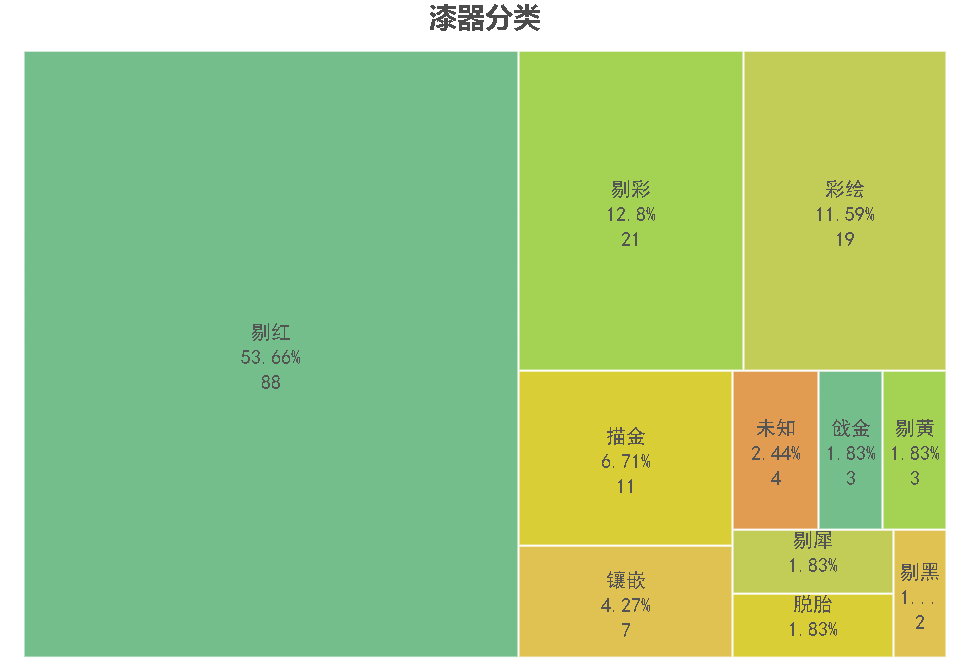 漆器分类
剔红
53.66%
88
剔彩
12.8%
21
彩绘
11.59%
19
描金
6.71%
11
镶嵌
4.27%
7
未知
2.44%
4
戗金
1.83%
3
剔黄
1.83%
3
剔犀
1.83%
脱胎
1.83%
剔黑
1...
2